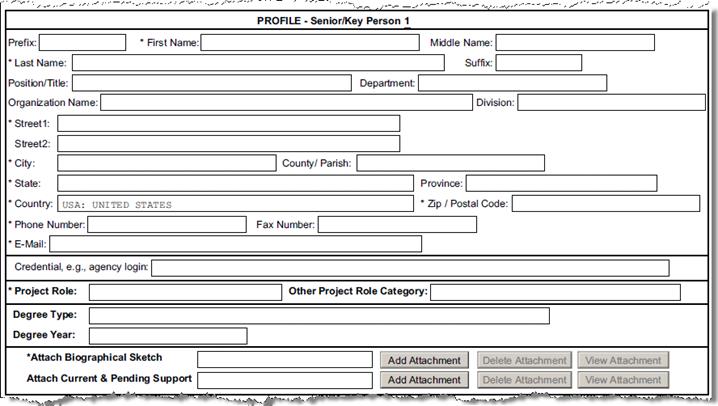 PROFILE - Senior/Key Person 1
Prefix: * First Name: Middle Name:
* Last Name: Suffix:
Position/Title: Department:
Organization Name: Division:
* Street1:
Street2:
* City: County/ Parish:
* State: Province:
* Country: USA: UNITED STATES * Zip / Postal Code:
* Phone Number: Fax Number:
* E-Mail:
Credential, e.g., agency login:
* Project Role: Other Project Role Category:
Degree Type:
Degree Year:
*Attach Biographical Sketch Add Attachment Delete Attachment View Attachment
Attach Current & Pending Support Add Attachment Delete Attachment View Attachment